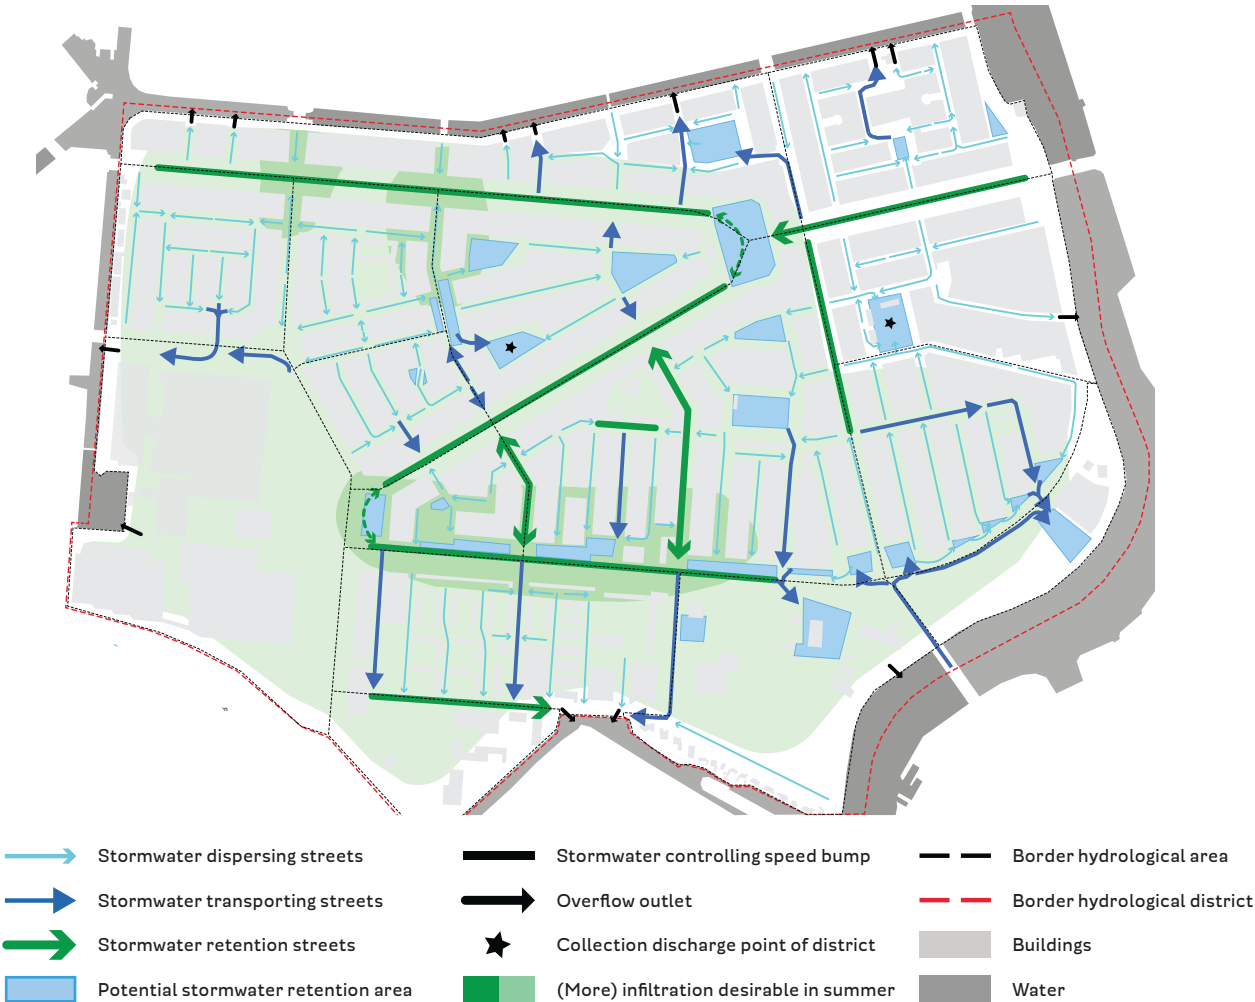 Stormwater dispersing streets
Stormwater transporting streets
Stormwater retention streets
Potential stormwater retention area
Stormwater controlling speed bump
Overflow outlet
Collection discharge point of district
(More) infiltration desirable in summer
Border hydrological area
Border hydrological district
Buildings
Water